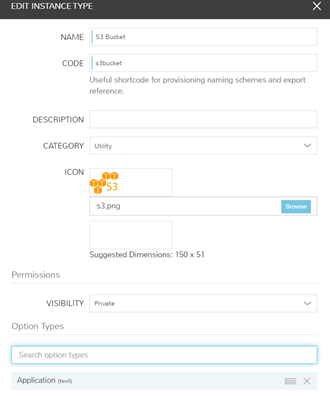 EDIT INSTANCE TYPE
NAME S3 Bucket
CODE s3bucket
Useful shortcode for provisioning naming schemes and export
reference.
DESCRIPTION
CATEGORY Utility
ICON
S3
s3.png Browse
Suggested Dimensions: 150 x 51
Permissions
VISIBILITY Private
Option Types
Search option types
Application (text)